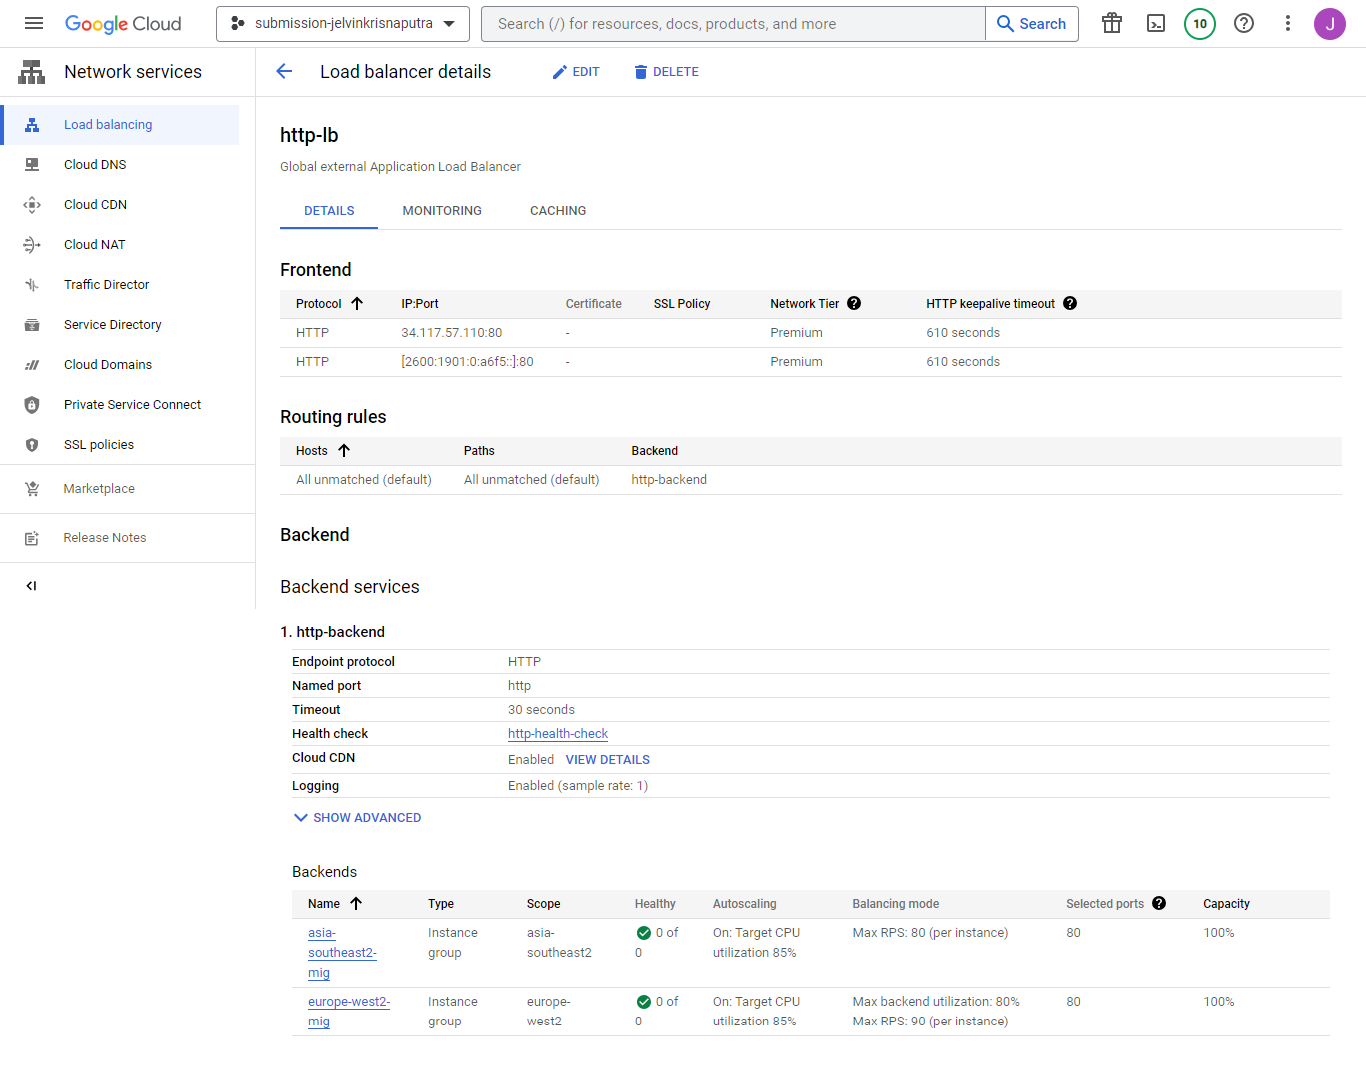 Google Cloud
submission-jelvinkrisnaputra
Search (/) for resources, docs, products, and more
Search
10
J
Network services
Load balancer details
EDIT
DELETE
Load balancing
Cloud DNS
Cloud CDN
Cloud NAT
Traffic Director
Service Directory
Cloud Domains
Private Service Connect
SSL policies
Marketplace
Release Notes
http-lb
Global external Application Load Balancer
DETAILS MONITORING CACHING
Frontend
Protocol IP:Port Certificate SSL Policy Network Tier HTTP keepalive timeout
HTTP 34.117.57.110:80 - Premium 610 seconds
HTTP [2600:1901:0:a6f5::]:80 - Premium 610 seconds
Routing rules
Hosts Paths Backend
All unmatched (default) All unmatched (default) http-backend
Backend
Backend services
1. http-backend
Endpoint protocol HTTP
Named port http
Timeout 30 seconds
Health check http-health-check
Cloud CDN Enabled VIEW DETAILS
Logging Enabled (sample rate: 1)
SHOW ADVANCED
Backends
Name Type Scope Healthy Autoscaling Balancing mode Selected ports Capacity
asia- Instance asia- 0 of On: Target CPU Max RPS: 80 (per instance) 80 100%
southeast2- group southeast2 0 utilization 85%
mig
europe-west2- Instance europe- 0 of On: Target CPU Max backend utilization: 80% 80 100%
mig group west2 0 utilization 85% Max RPS: 90 (per instance)